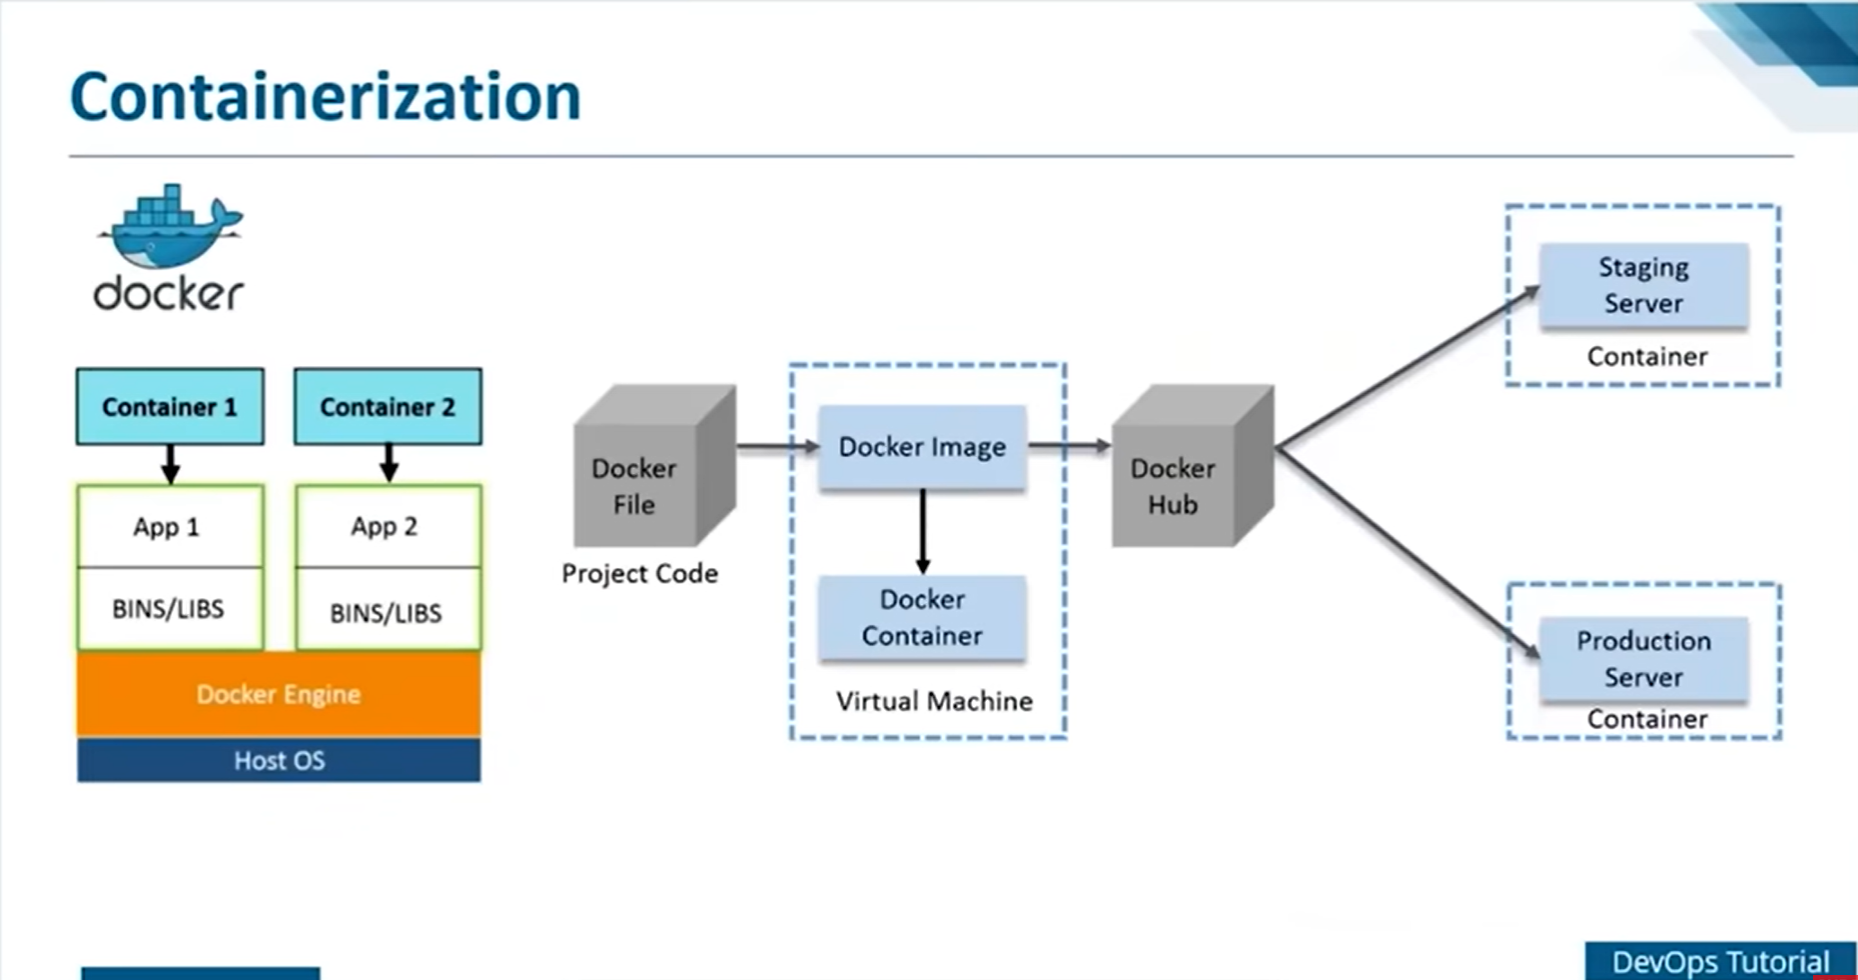 Containerization
docker
Container 1
Container 2
App 1
BINS/LIBS
App 2
BINS/LIBS
Docker Engine
Host OS
Docker
File
Project Code
Docker Image
Docker
Container
Virtual Machine
Docker
Hub
Staging
Server
Container
Production
Server
Container
DevOps Tutorial